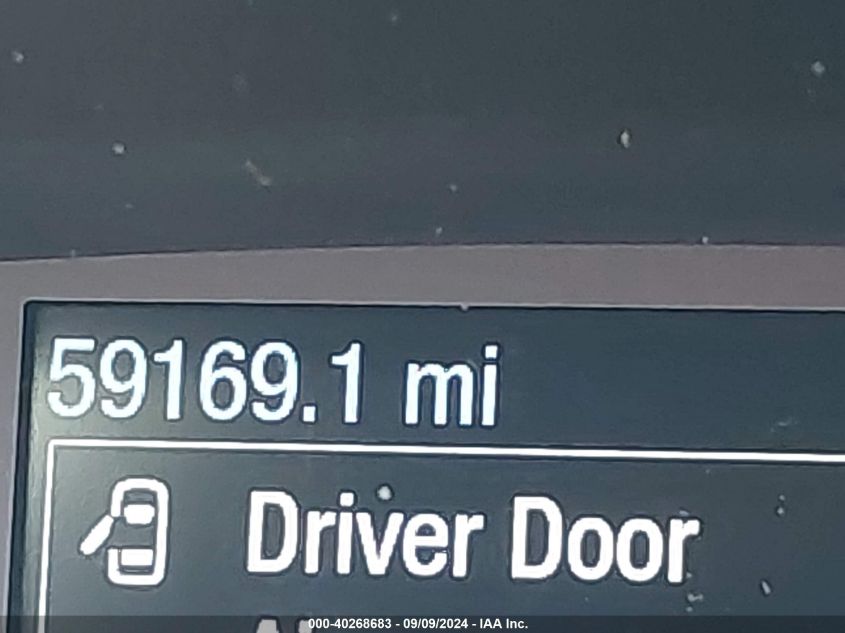 59169.1 mi
Driver Door
000-40268683 - 09/09/2024 - IAA Inc.